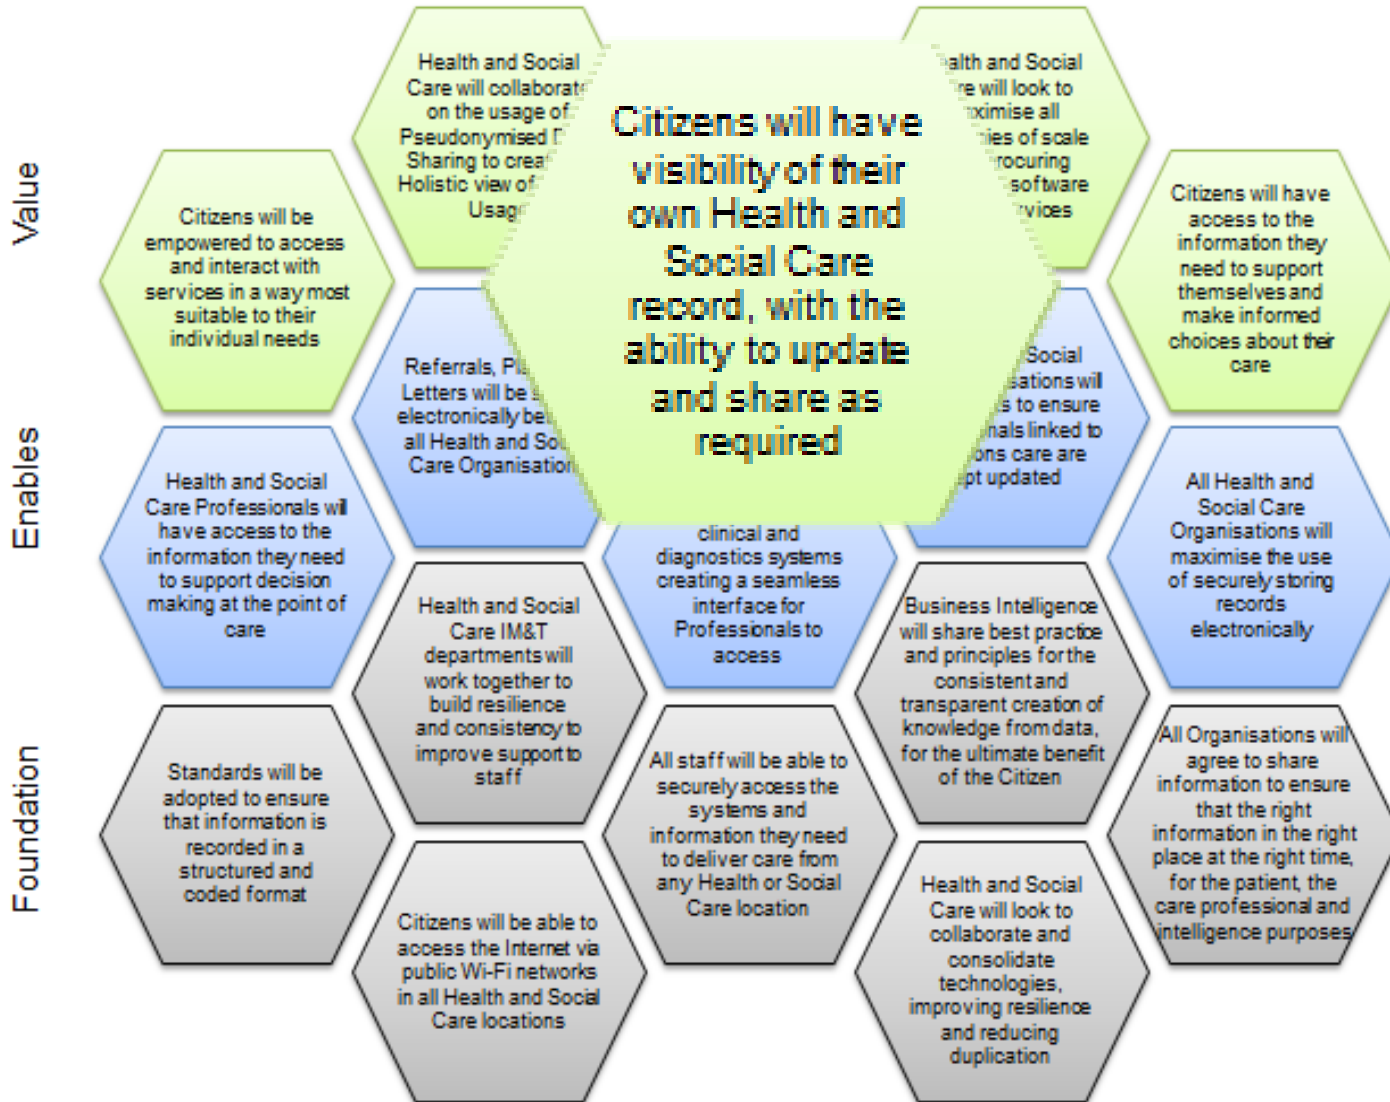 Value
Citizens will be
empowered to access
and interact with
services in a way most
suitable to their
individual needs
Health and Social
Care will collaborate
on the usage of
Pseudonymised
Sharing to
Holistic view of
Citizens will have
visibility of their
own Health and
Social Care
record, with the
ability to update
and share as
required
and Social
will look to
all
of scale
software
Citizens will have
access to the
information they
need to support
themselves and
make informed
choices about their
care
Enables
Health and Social
Care Professionals will
have access to the
information they need
to support decision
making at the point of
care
Referrals,
Letters will be
electronically
all Health and
Care
clinical and
diagnostics systems
creating a seamless
interface for
Professionals to
access
Social
will
to ensure
linked to
care are
updated
All Health and
Social Care
Organisations will
maximise the use
of securely storing
records
electronically
Foundation
Standards will be
adopted to ensure
that information is
recorded in a
structured and
coded format
Health and Social
Care IM&T
departments will
work together to
build resilience
and consistency to
improve support to
staff
Citizens will be able to
access the Internet via
public Wi-Fi networks
in all Health and Social
Care locations
All staff will be able to
securely access the
systems and
information they need
to deliver care from
any Health or Social
Care location
Business Intelligence
will share best practice
and principles for the
consistent and
transparent creation of
knowledge from data,
for the ultimate benefit
of the Citizen
Health and Social
Care will look to
collaborate and
consolidate
technologies,
improving resilience
and reducing
duplication
All Organisations will
agree to share
information to ensure
that the right
information in the right
place at the right time,
for the patient, the
care professional and
intelligence purposes